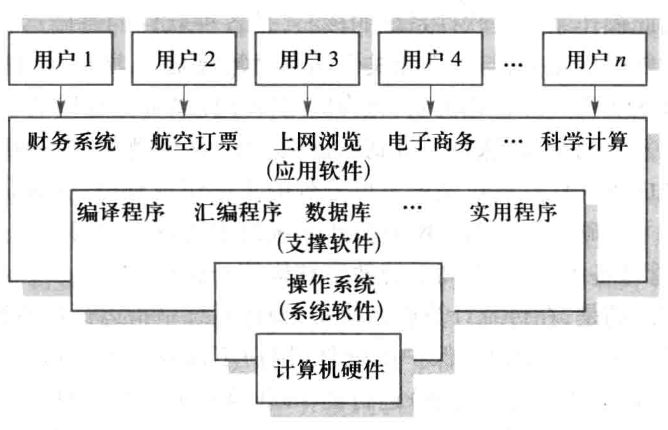 用户 1 用户 2 用户 3 用户 4 … 用户 n
财务系统 航空订票 上网浏览 电子商务 … 科学计算
(应用软件)
编译程序 汇编程序 数据库 … 实用程序
(支撑软件)
操作系统
(系统软件)
计算机硬件